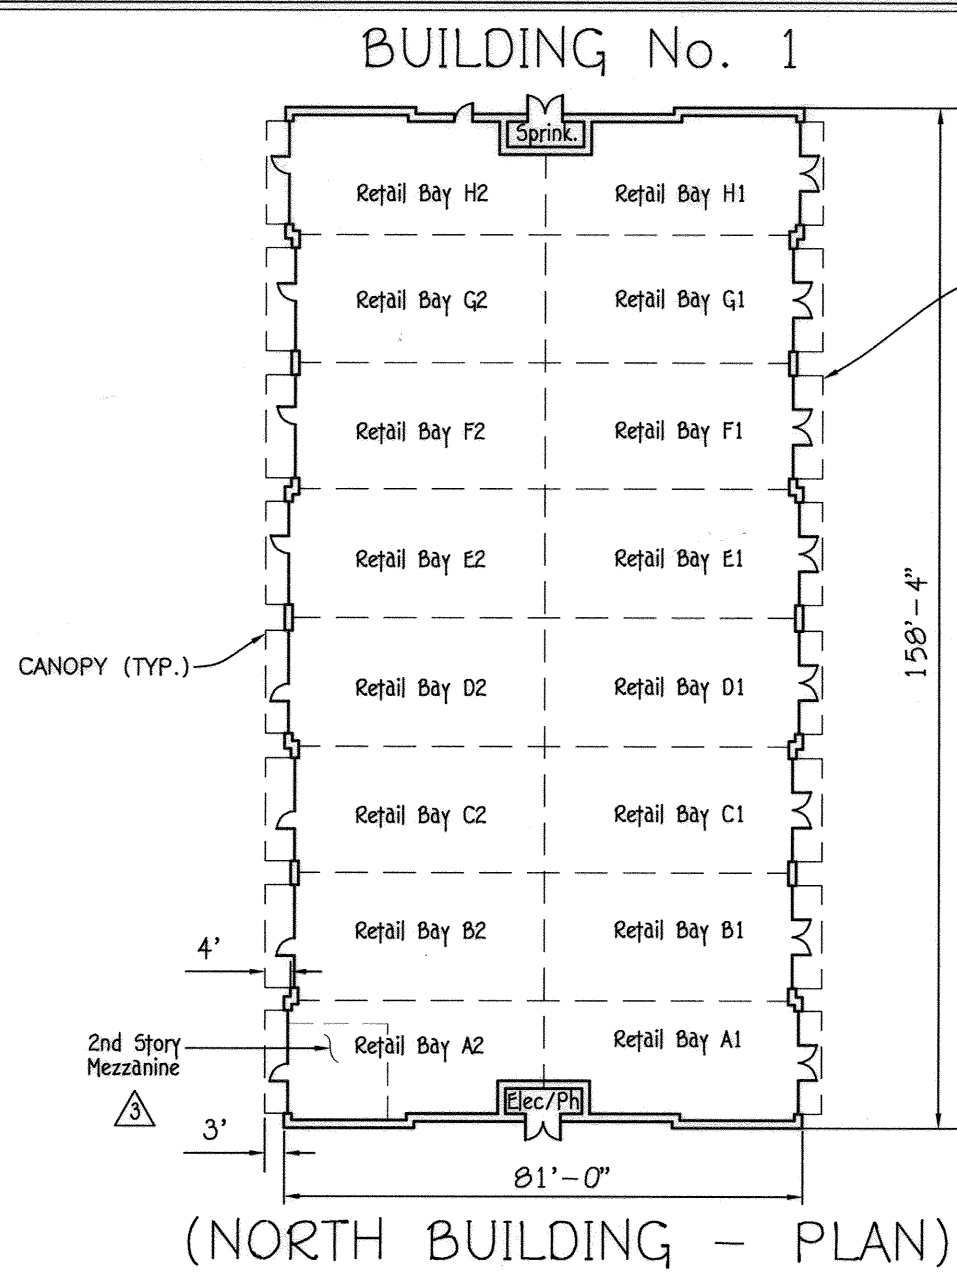 BUILDING No. 1
Sprink.
Retail Bay H2
Retail Bay H1
Retail Bay G2
Retail Bay G1
Retail Bay F2
Retail Bay F1
Retail Bay E2
Retail Bay E1
158'-4"
CANOPY (TYP.)
Retail Bay D2
Retail Bay D1
Retail Bay C2
Retail Bay C1
Retail Bay B2
Retail Bay B1
4'
2nd Story
Mezzanine
3
Retail Bay A2
Retail Bay A1
Elec/Ph
3'
81'-0"
(NORTH BUILDING - PLAN)